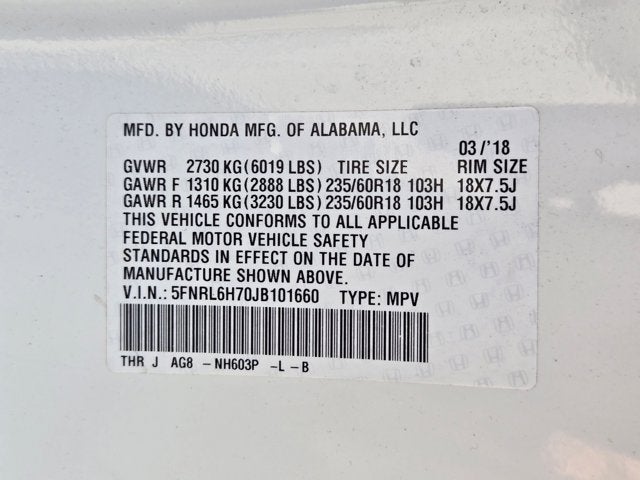 MFD. BY HONDA MFG. OF ALABAMA, LLC
03/'18
GVWR 2730 KG(6019 LBS) TIRE SIZE RIM SIZE
GAWR F 1310 KG(2888 LBS) 235/60R18 103H 18X7.5J
GAWR R 1465 KG(3230 LBS) 235/60R18 103H 18X7.5J
THIS VEHICLE CONFORMS TO ALL APPLICABLE
FEDERAL MOTOR VEHICLE SAFETY
STANDARDS IN EFFECT ON THE DATE OF
MANUFACTURE SHOWN ABOVE.
V.I.N.: 5FNRL6H70JB101660 TYPE: MPV
THR J AG8 - NH603P -L - B